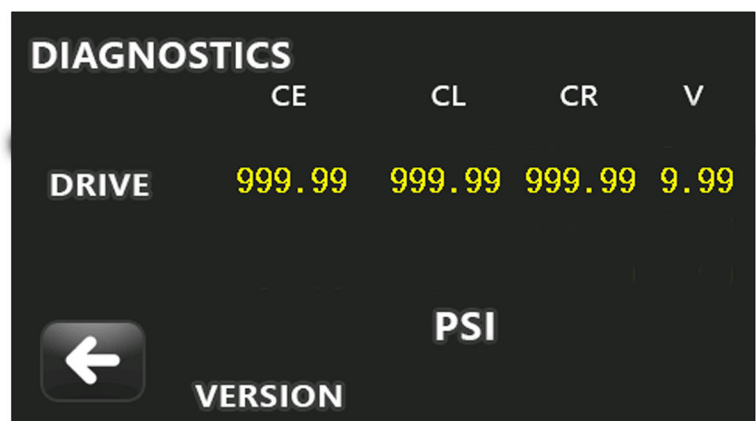 DIAGNOSTICS
CE CL CR V
DRIVE 999.99 999.99 999.99 9.99
PSI
VERSION